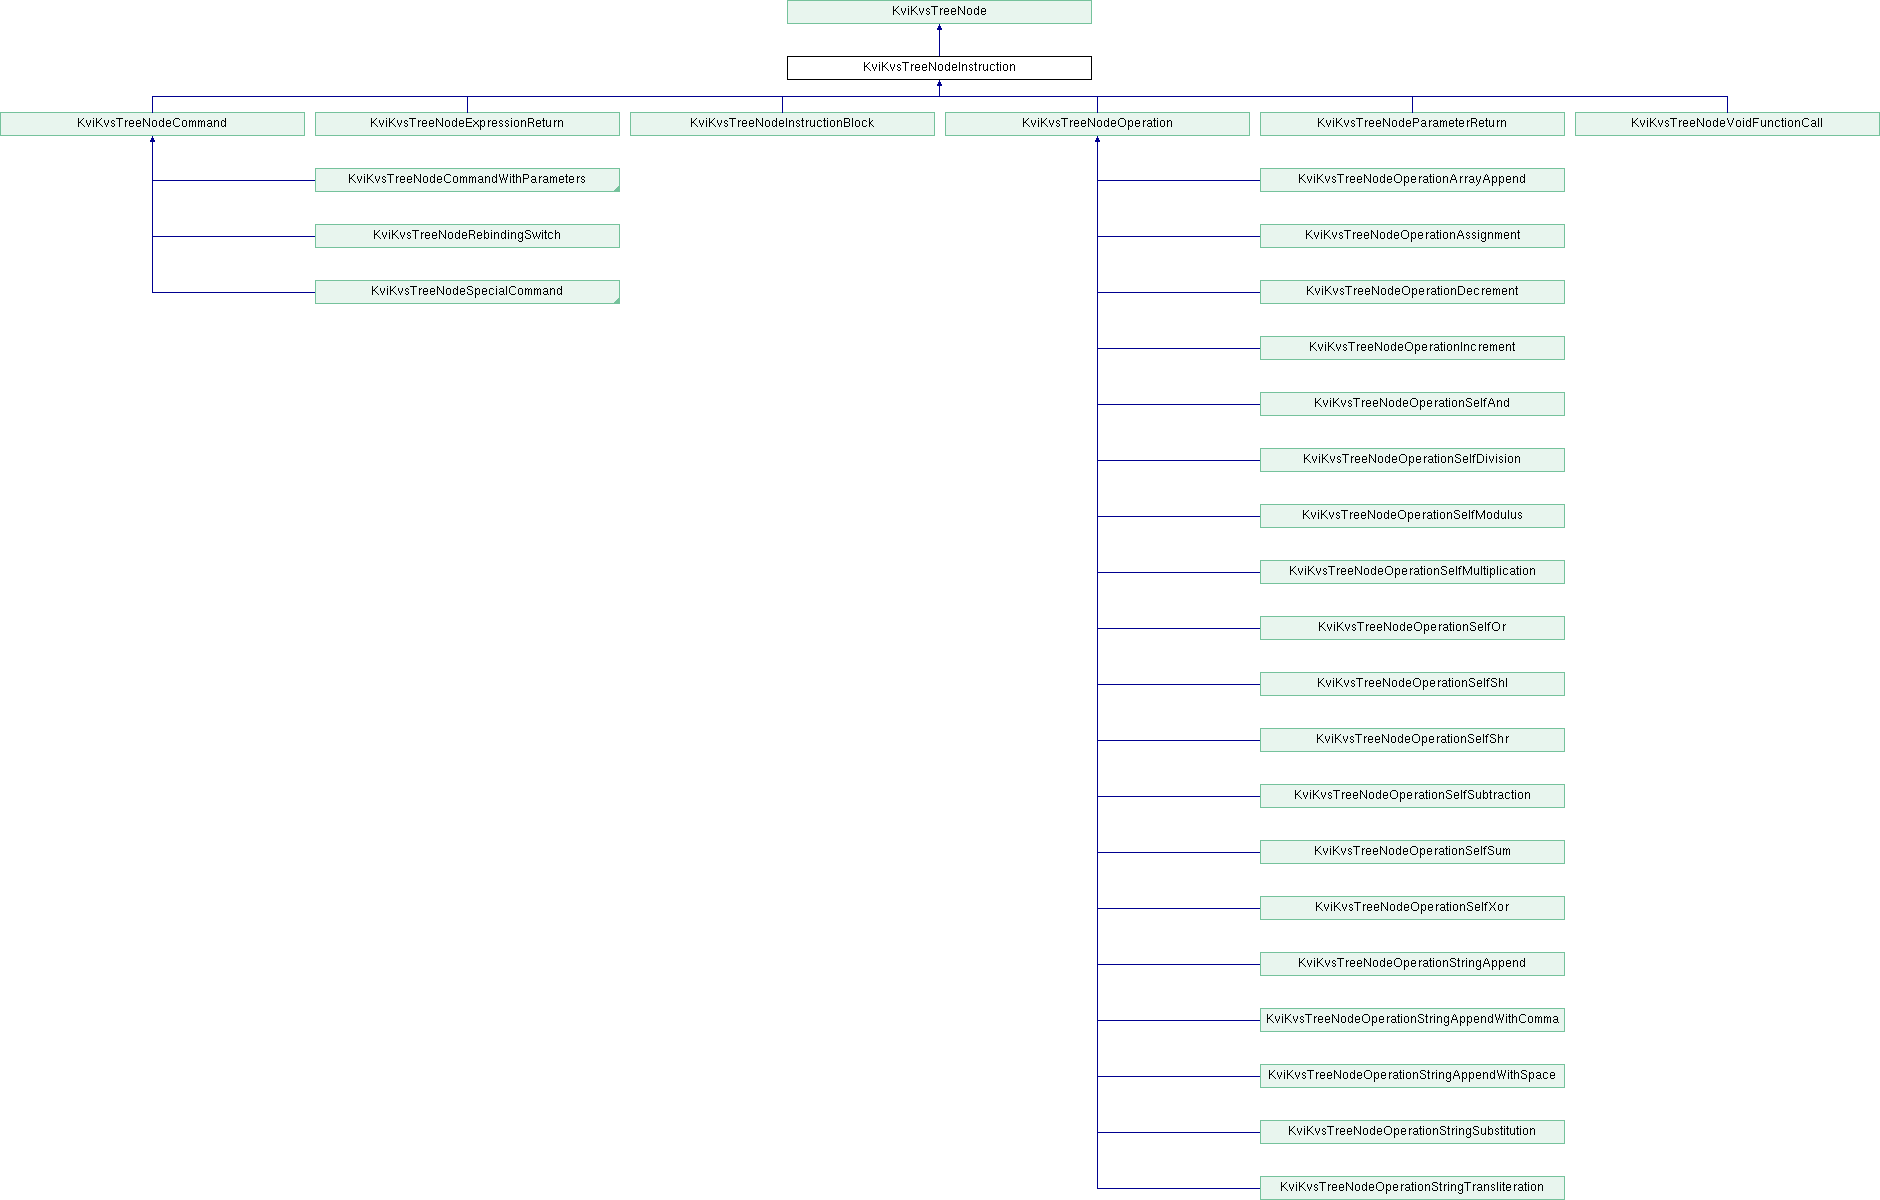 KviKvsTreeNode
KviKvsTreeNodeInstruction
KviKvsTreeNodeCommand
KviKvsTreeNodeExpressionReturn
KviKvsTreeNodeInstructionBlock
KviKvsTreeNodeOperation
KviKvsTreeNodeParameterReturn
KviKvsTreeNodeVoidFunctionCall
KviKvsTreeNodeCommandWithParameters
KviKvsTreeNodeRebindingSwitch
KviKvsTreeNodeSpecialCommand
KviKvsTreeNodeOperationArrayAppend
KviKvsTreeNodeOperationAssignment
KviKvsTreeNodeOperationDecrement
KviKvsTreeNodeOperationIncrement
KviKvsTreeNodeOperationSelfAnd
KviKvsTreeNodeOperationSelfDivision
KviKvsTreeNodeOperationSelfModulus
KviKvsTreeNodeOperationSelfMultiplication
KviKvsTreeNodeOperationSelfOr
KviKvsTreeNodeOperationSelfShl
KviKvsTreeNodeOperationSelfShr
KviKvsTreeNodeOperationSelfSubtraction
KviKvsTreeNodeOperationSelfSum
KviKvsTreeNodeOperationSelfXor
KviKvsTreeNodeOperationStringAppend
KviKvsTreeNodeOperationStringAppendWithComma
KviKvsTreeNodeOperationStringAppendWithSpace
KviKvsTreeNodeOperationStringSubstitution
KviKvsTreeNodeOperationStringTransliteration